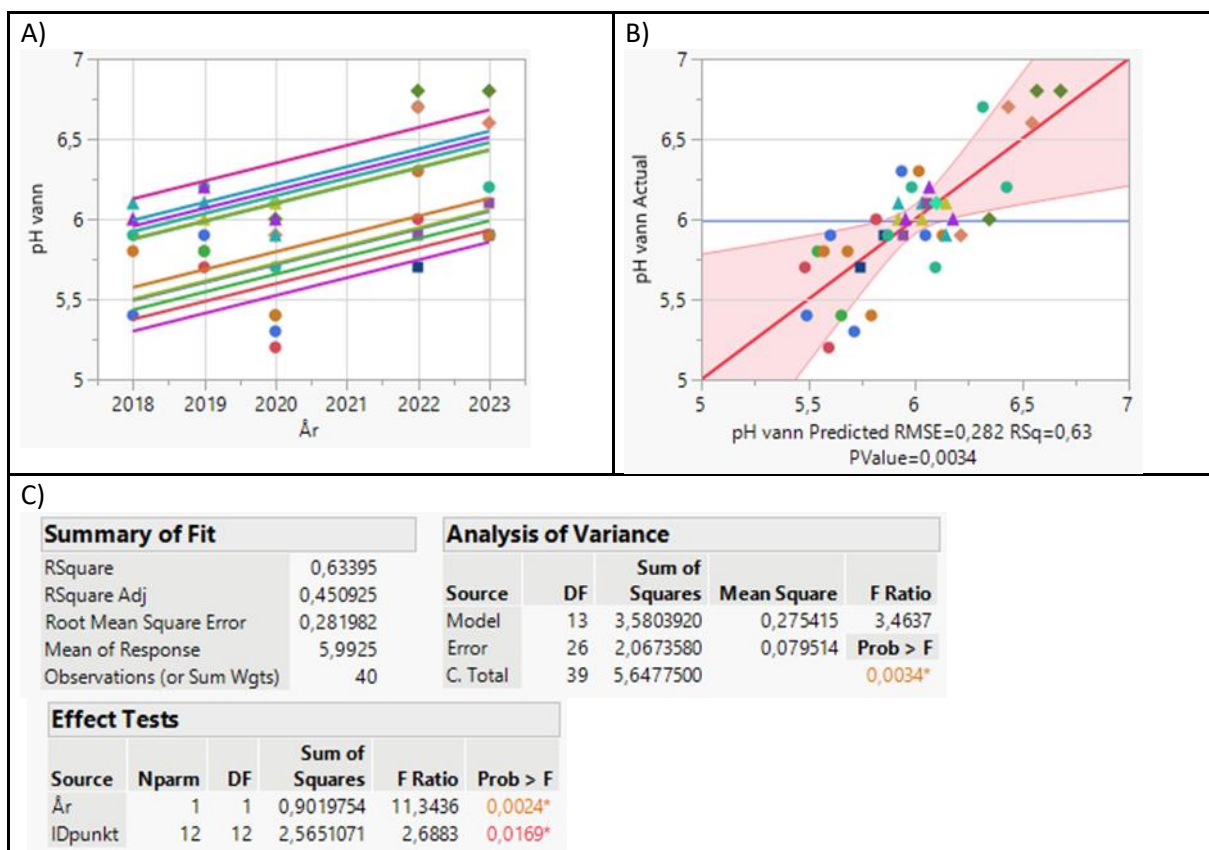 A)
pH vann
7
6,5
6
5,5
5
2018 2019 2020 2021 2022 2023
År
B)
pH vann Actual
7
6,5
6
5,5
5
5 5,5 6 6,5 7
pH vann Predicted RMSE=0,282 RSq=0,63
PValue=0,0034
C)
Summary of Fit
RSquare 0,63395
RSquare Adj 0,450925
Root Mean Square Error 0,281982
Mean of Response 5,9925
Observations (or Sum Wgts) 40
Analysis of Variance
Sum of
Source DF Squares Mean Square F Ratio
Model 13 3,5803920 0,275415 3,4637
Error 26 2,0673580 0,079514 Prob > F
C. Total 39 5,6477500 0,0034*
Effect Tests
Sum of
Source Nparm DF Squares F Ratio Prob > F
År 1 1 0,9019754 11,3436 0,0024*
IDpunkt 12 12 2,5651071 2,6883 0,0169*